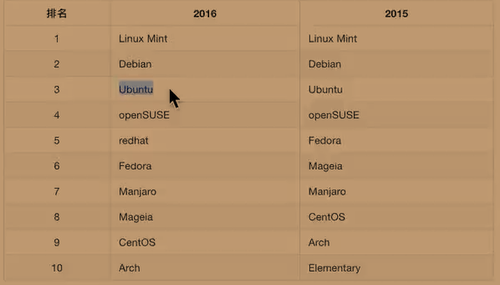 排名 2016 2015
1 Linux Mint Linux Mint
2 Debian Debian
3 Ubuntu Ubuntu
4 openSUSE openSUSE
5 redhat Fedora
6 Fedora Mageia
7 Manjaro Manjaro
8 Mageia CentOS
9 CentOS Arch
10 Arch Elementary